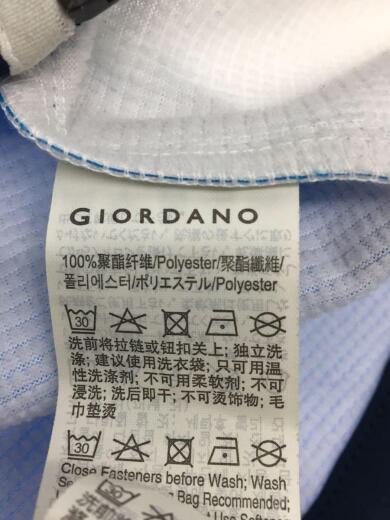 GIORDANO
100%聚酯纤维/Polyester/聚酯纖維/
폴리에스터/ポリエステル/Polyester
30
洗前将拉链或钮扣关上; 独立洗
涤; 建议使用洗衣袋; 只可用温
性洗涤剂; 不可用柔软剂; 不可
浸洗; 洗后即干; 不可烫饰物; 毛
巾垫烫
30
Close Fasteners before Wash; Wash
Bag Recommended;
30